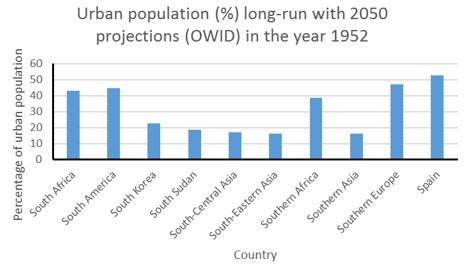 Urban population (%) long-run with 2050
projections (OWID) in the year 1952
Percentage of urban population
60
50
40
30
20
10
0
South Africa
South America
South Korea
South Sudan
South-Central Asia
South-Eastern Asia
Southern Africa
Southern Asia
Southern Europe
Spain
Country